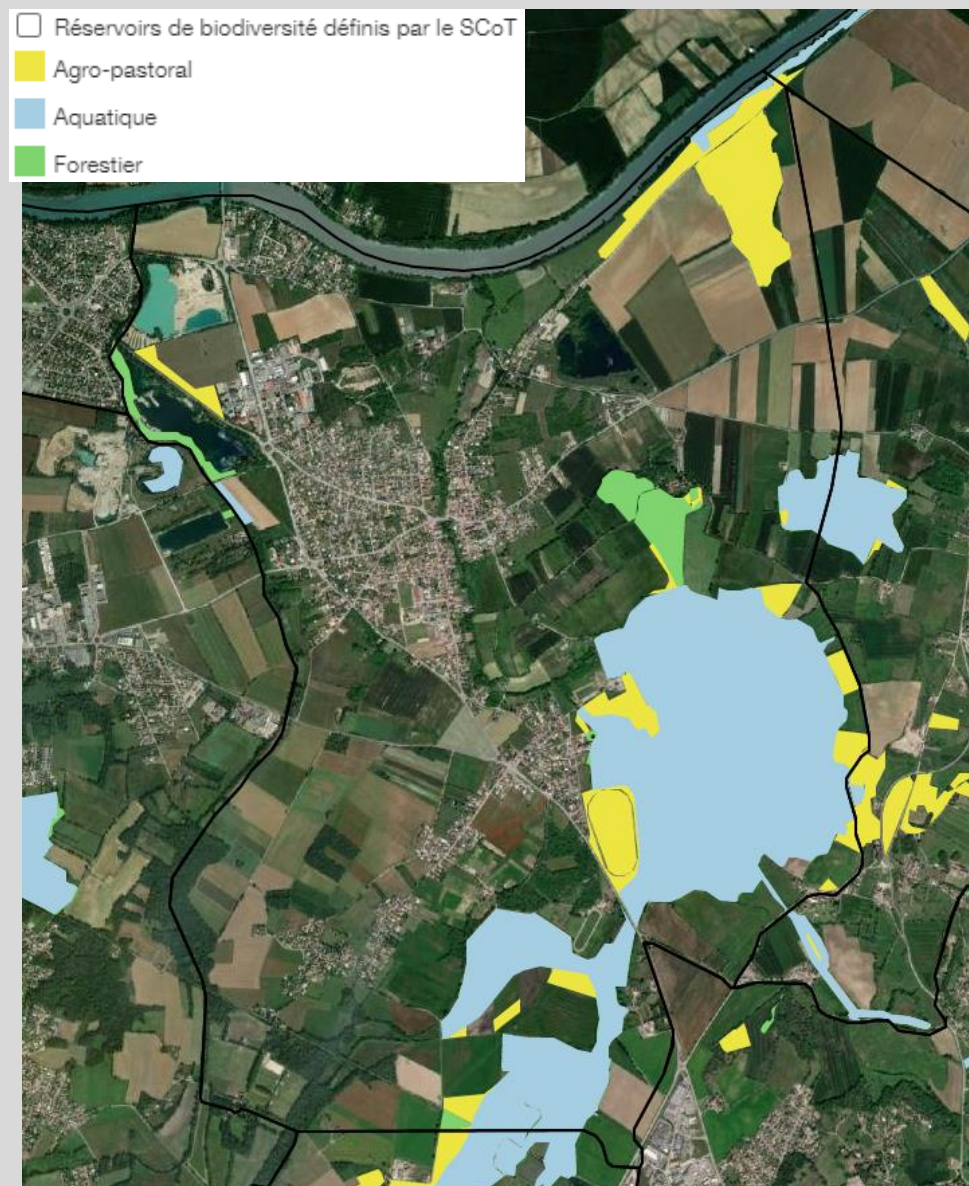 Réservoirs de biodiversité définis par le SCoT
Agro-pastoral
Aquatique
Forestier